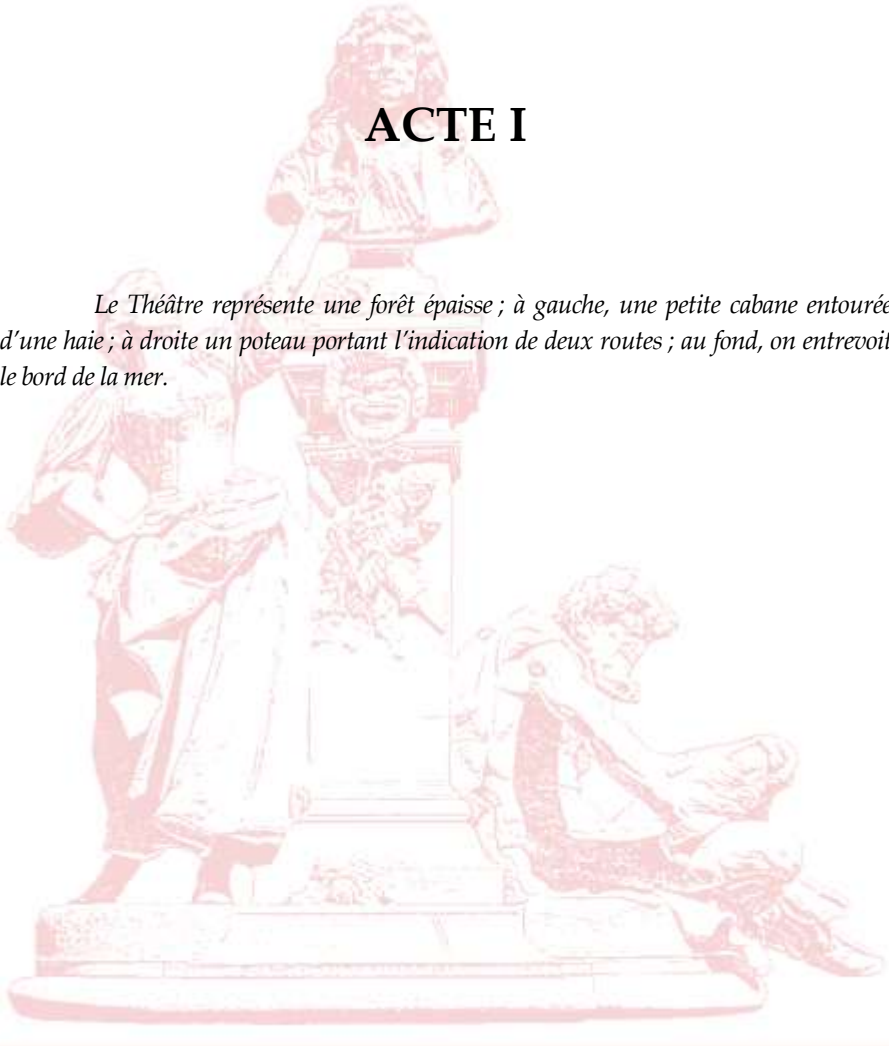 ACTE I
Le Théâtre représente une forêt épaisse ; à gauche, une petite cabane entourée
d’une haie ; à droite un poteau portant l’indication de deux routes ; au fond, on entrevoit
le bord de la mer.